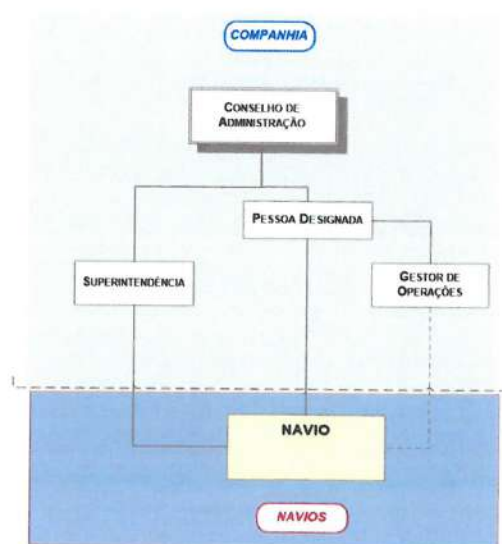 COMPANHIA
CONSELHO DE
ADMINISTRAÇÃO
PESSOA DESIGNADA
SUPERINTENDÊNCIA
GESTOR DE
OPERAÇÕES
NAVIO
NAVIOS